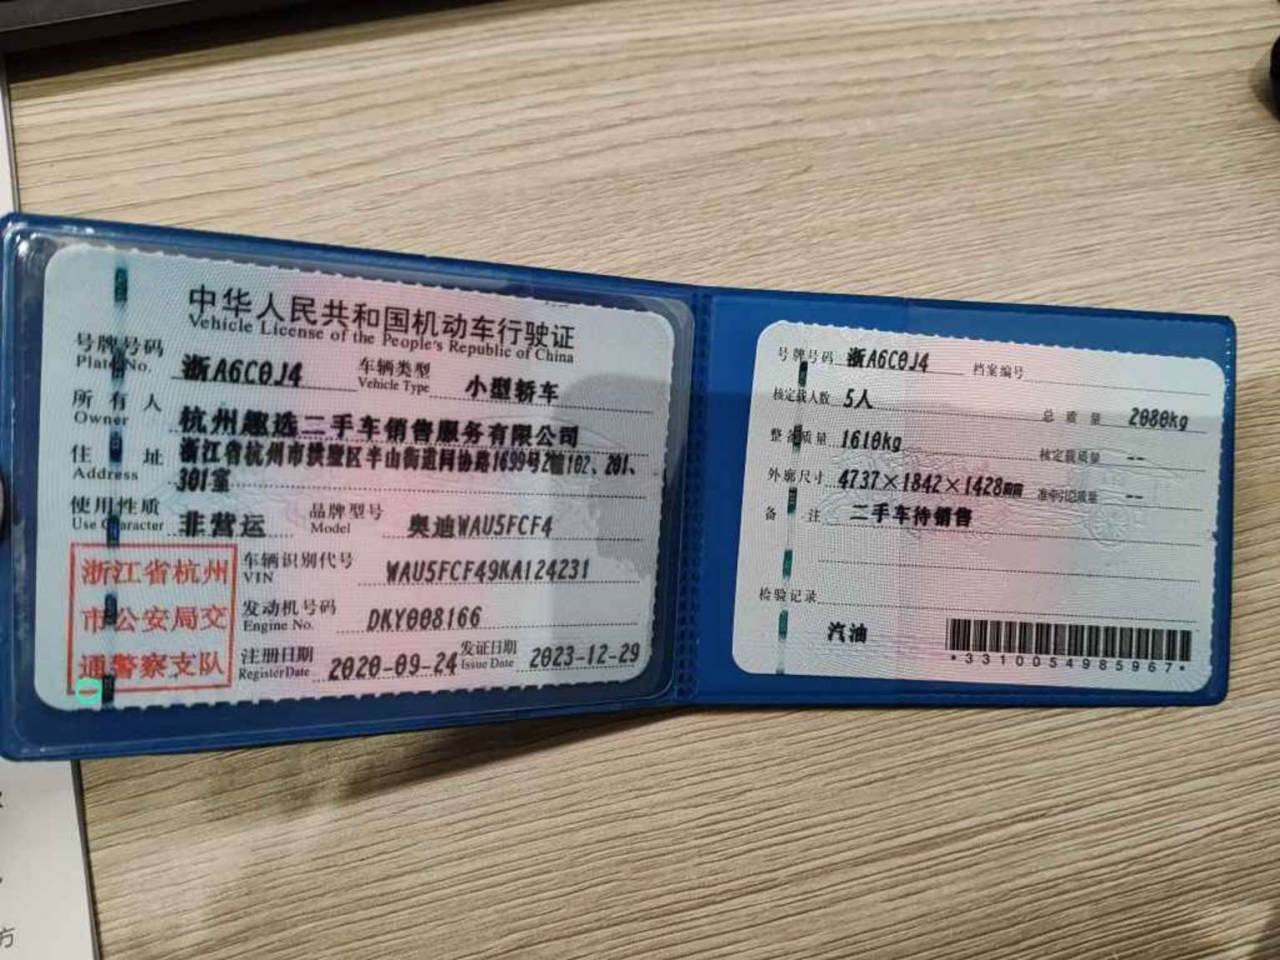 中华人民共和国机动车行驶证
Vehicle License of the People's Republic of China
号牌号码 浙A6C0J4 车辆类型 小型轿车
Plate No. Vehicle Type
所有人 杭州趣选二手车销售服务有限公司
Owner
住址 浙江省杭州市拱墅区半山街道同协路1699号2幢102、201、
Address 301室
使用性质 非营运 品牌型号 奥迪WAU5FCF4
Use Character Model
浙江省杭州
市公安局交
通警察支队
车辆识别代号 WAU5FCF49KA124231
VIN
发动机号码 DKY008166
Engine No.
注册日期 2020-09-24 发证日期 2023-12-29
Register Date Issue Date
号牌号码 浙A6C0J4 档案编号
核定载人数 5人 总质量 2080kg
整备质量 1610kg 核定载质量 --
外廓尺寸 4737×1842×1428mm 准牵引总质量 --
备注 二手车待销售
检验记录
汽油
*3310054985967*
方